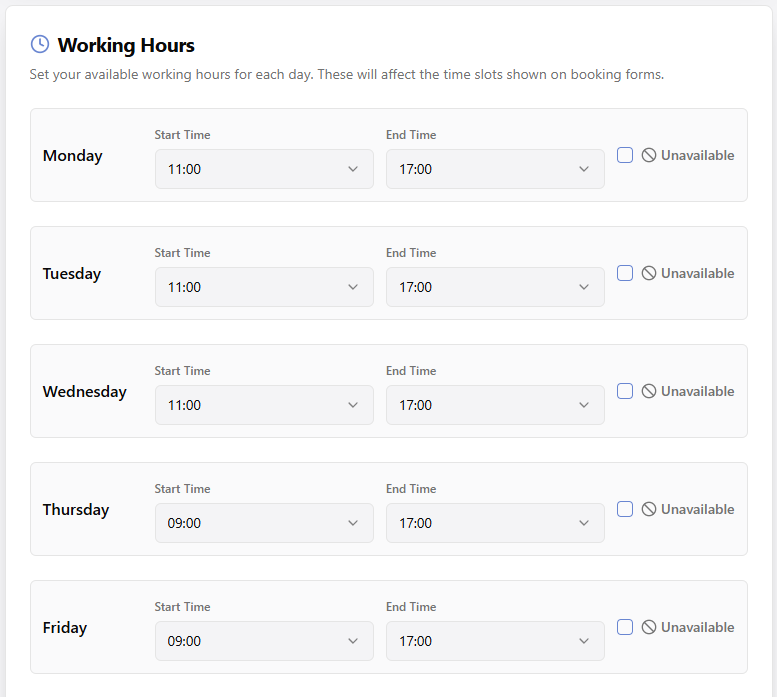 Working Hours
Set your available working hours for each day. These will affect the time slots shown on booking forms.
Start Time End Time
Monday 11:00 17:00 Unavailable
Start Time End Time
Tuesday 11:00 17:00 Unavailable
Start Time End Time
Wednesday 11:00 17:00 Unavailable
Start Time End Time
Thursday 09:00 17:00 Unavailable
Start Time End Time
Friday 09:00 17:00 Unavailable